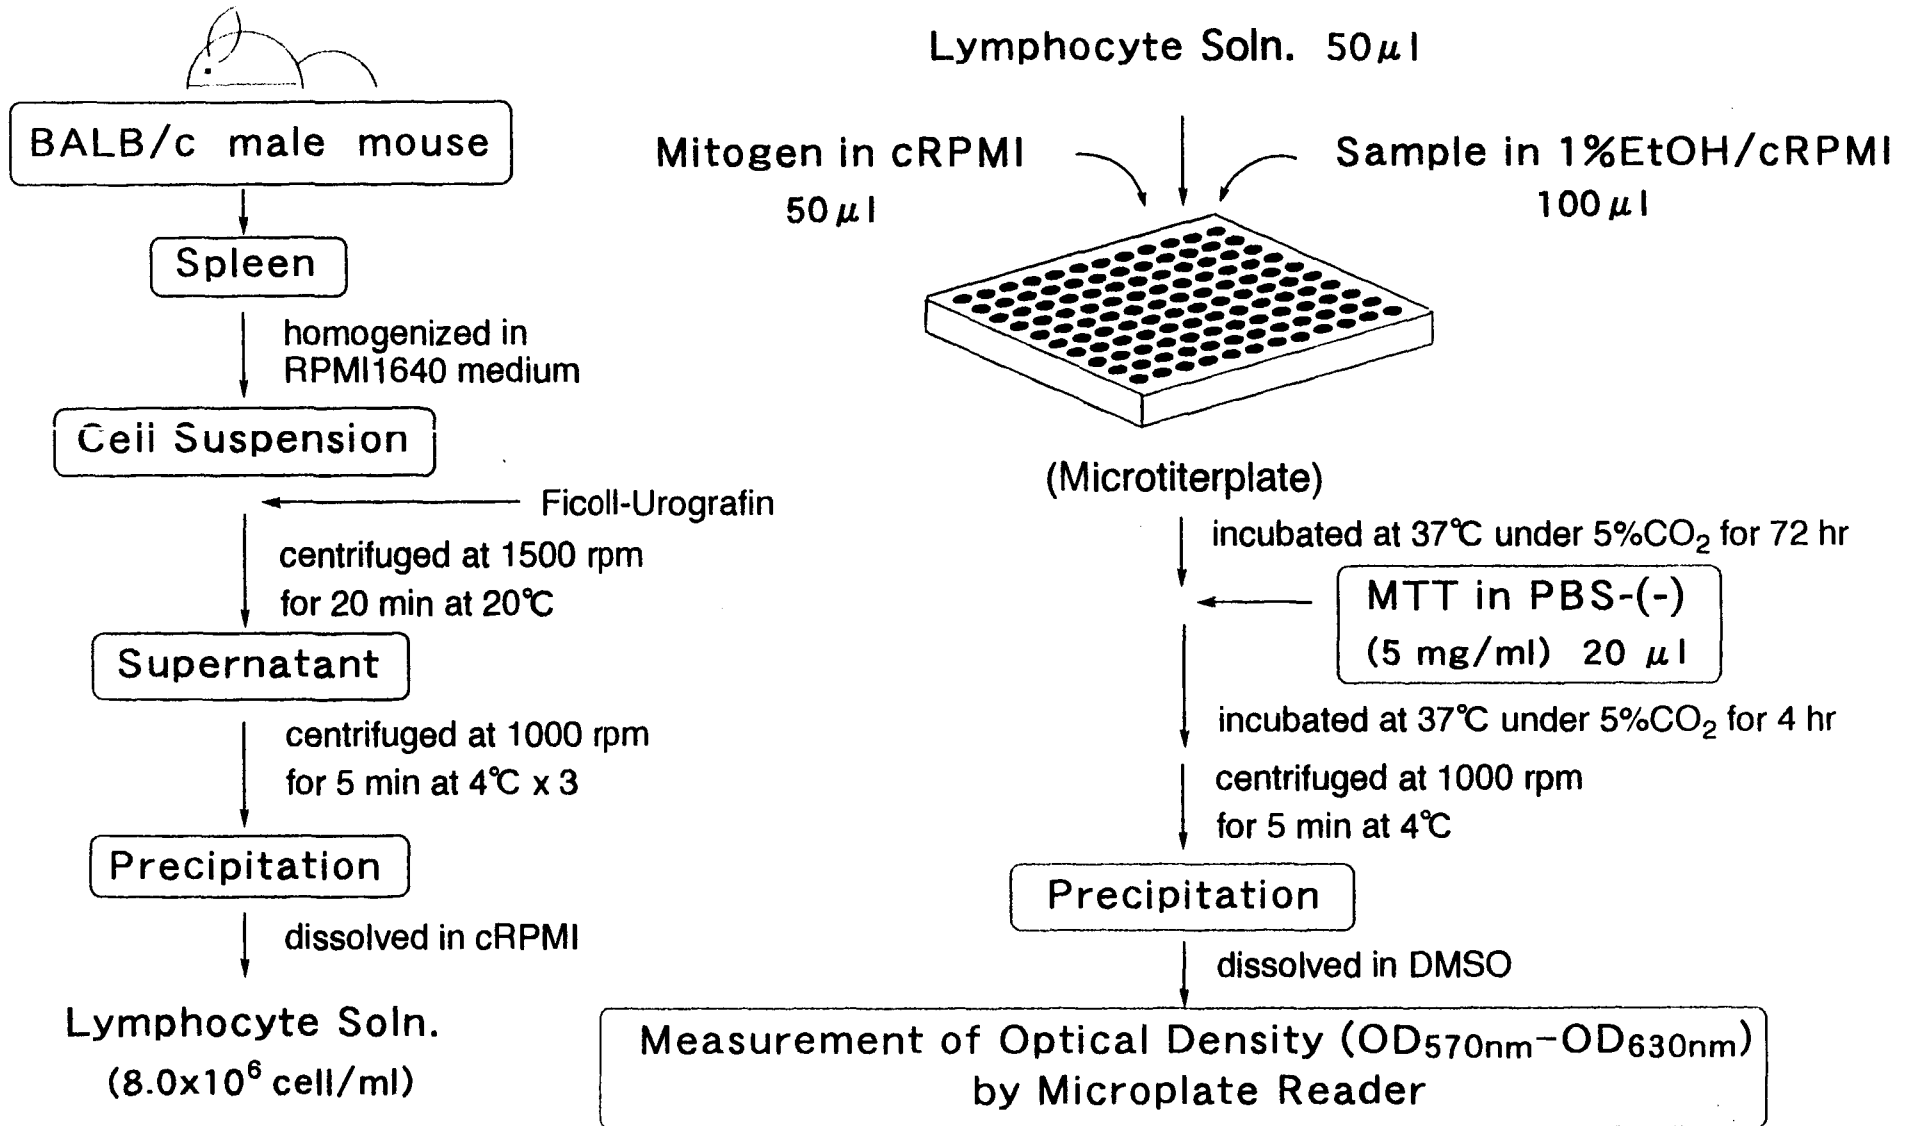 BALB/c male mouse
Spleen
homogenized in
RPMI1640 medium
Cell Suspension
Ficoll-Urografin
centrifuged at 1500 rpm
for 20 min at 20℃
Supernatant
centrifuged at 1000 rpm
for 5 min at 4℃ x 3
Precipitation
dissolved in cRPMI
Lymphocyte Soln.
(8.0x10⁶ cell/ml)
Lymphocyte Soln. 50μl
Mitogen in cRPMI
50μl
Sample in 1%EtOH/cRPMI
100μl
(Microtiterplate)
incubated at 37℃ under 5%CO₂ for 72 hr
MTT in PBS-(-)
(5 mg/ml) 20 μl
incubated at 37℃ under 5%CO₂ for 4 hr
centrifuged at 1000 rpm
for 5 min at 4℃
Precipitation
dissolved in DMSO
Measurement of Optical Density (OD570nm-OD630nm)
by Microplate Reader